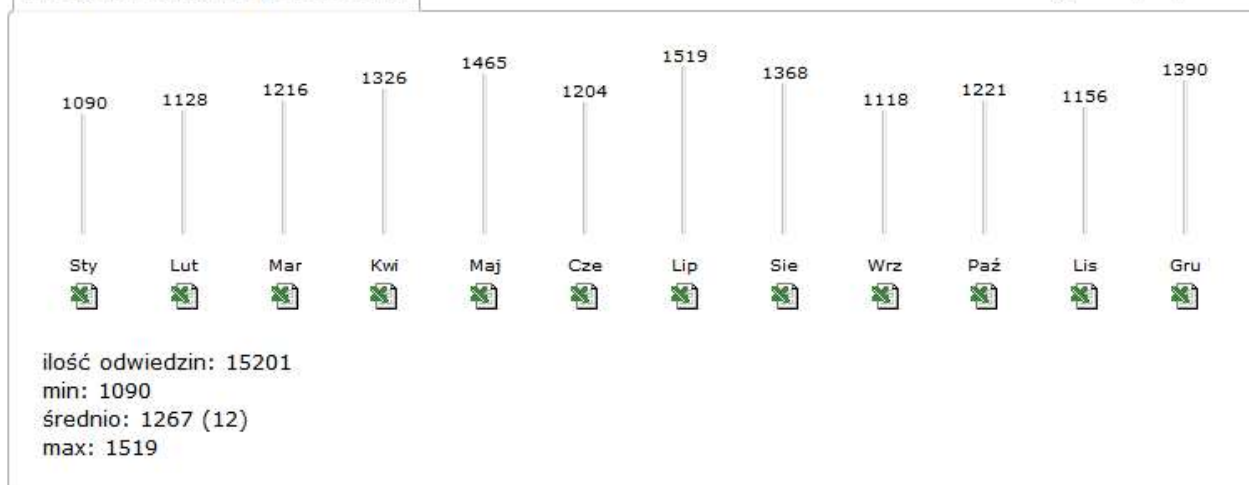 1090 1128 1216 1326 1465 1204 1519 1368 1118 1221 1156 1390
Sty Lut Mar Kwi Maj Cze Lip Sie Wrz Paź Lis Gru
ilość odwiedzin: 15201
min: 1090
średnio: 1267 (12)
max: 1519